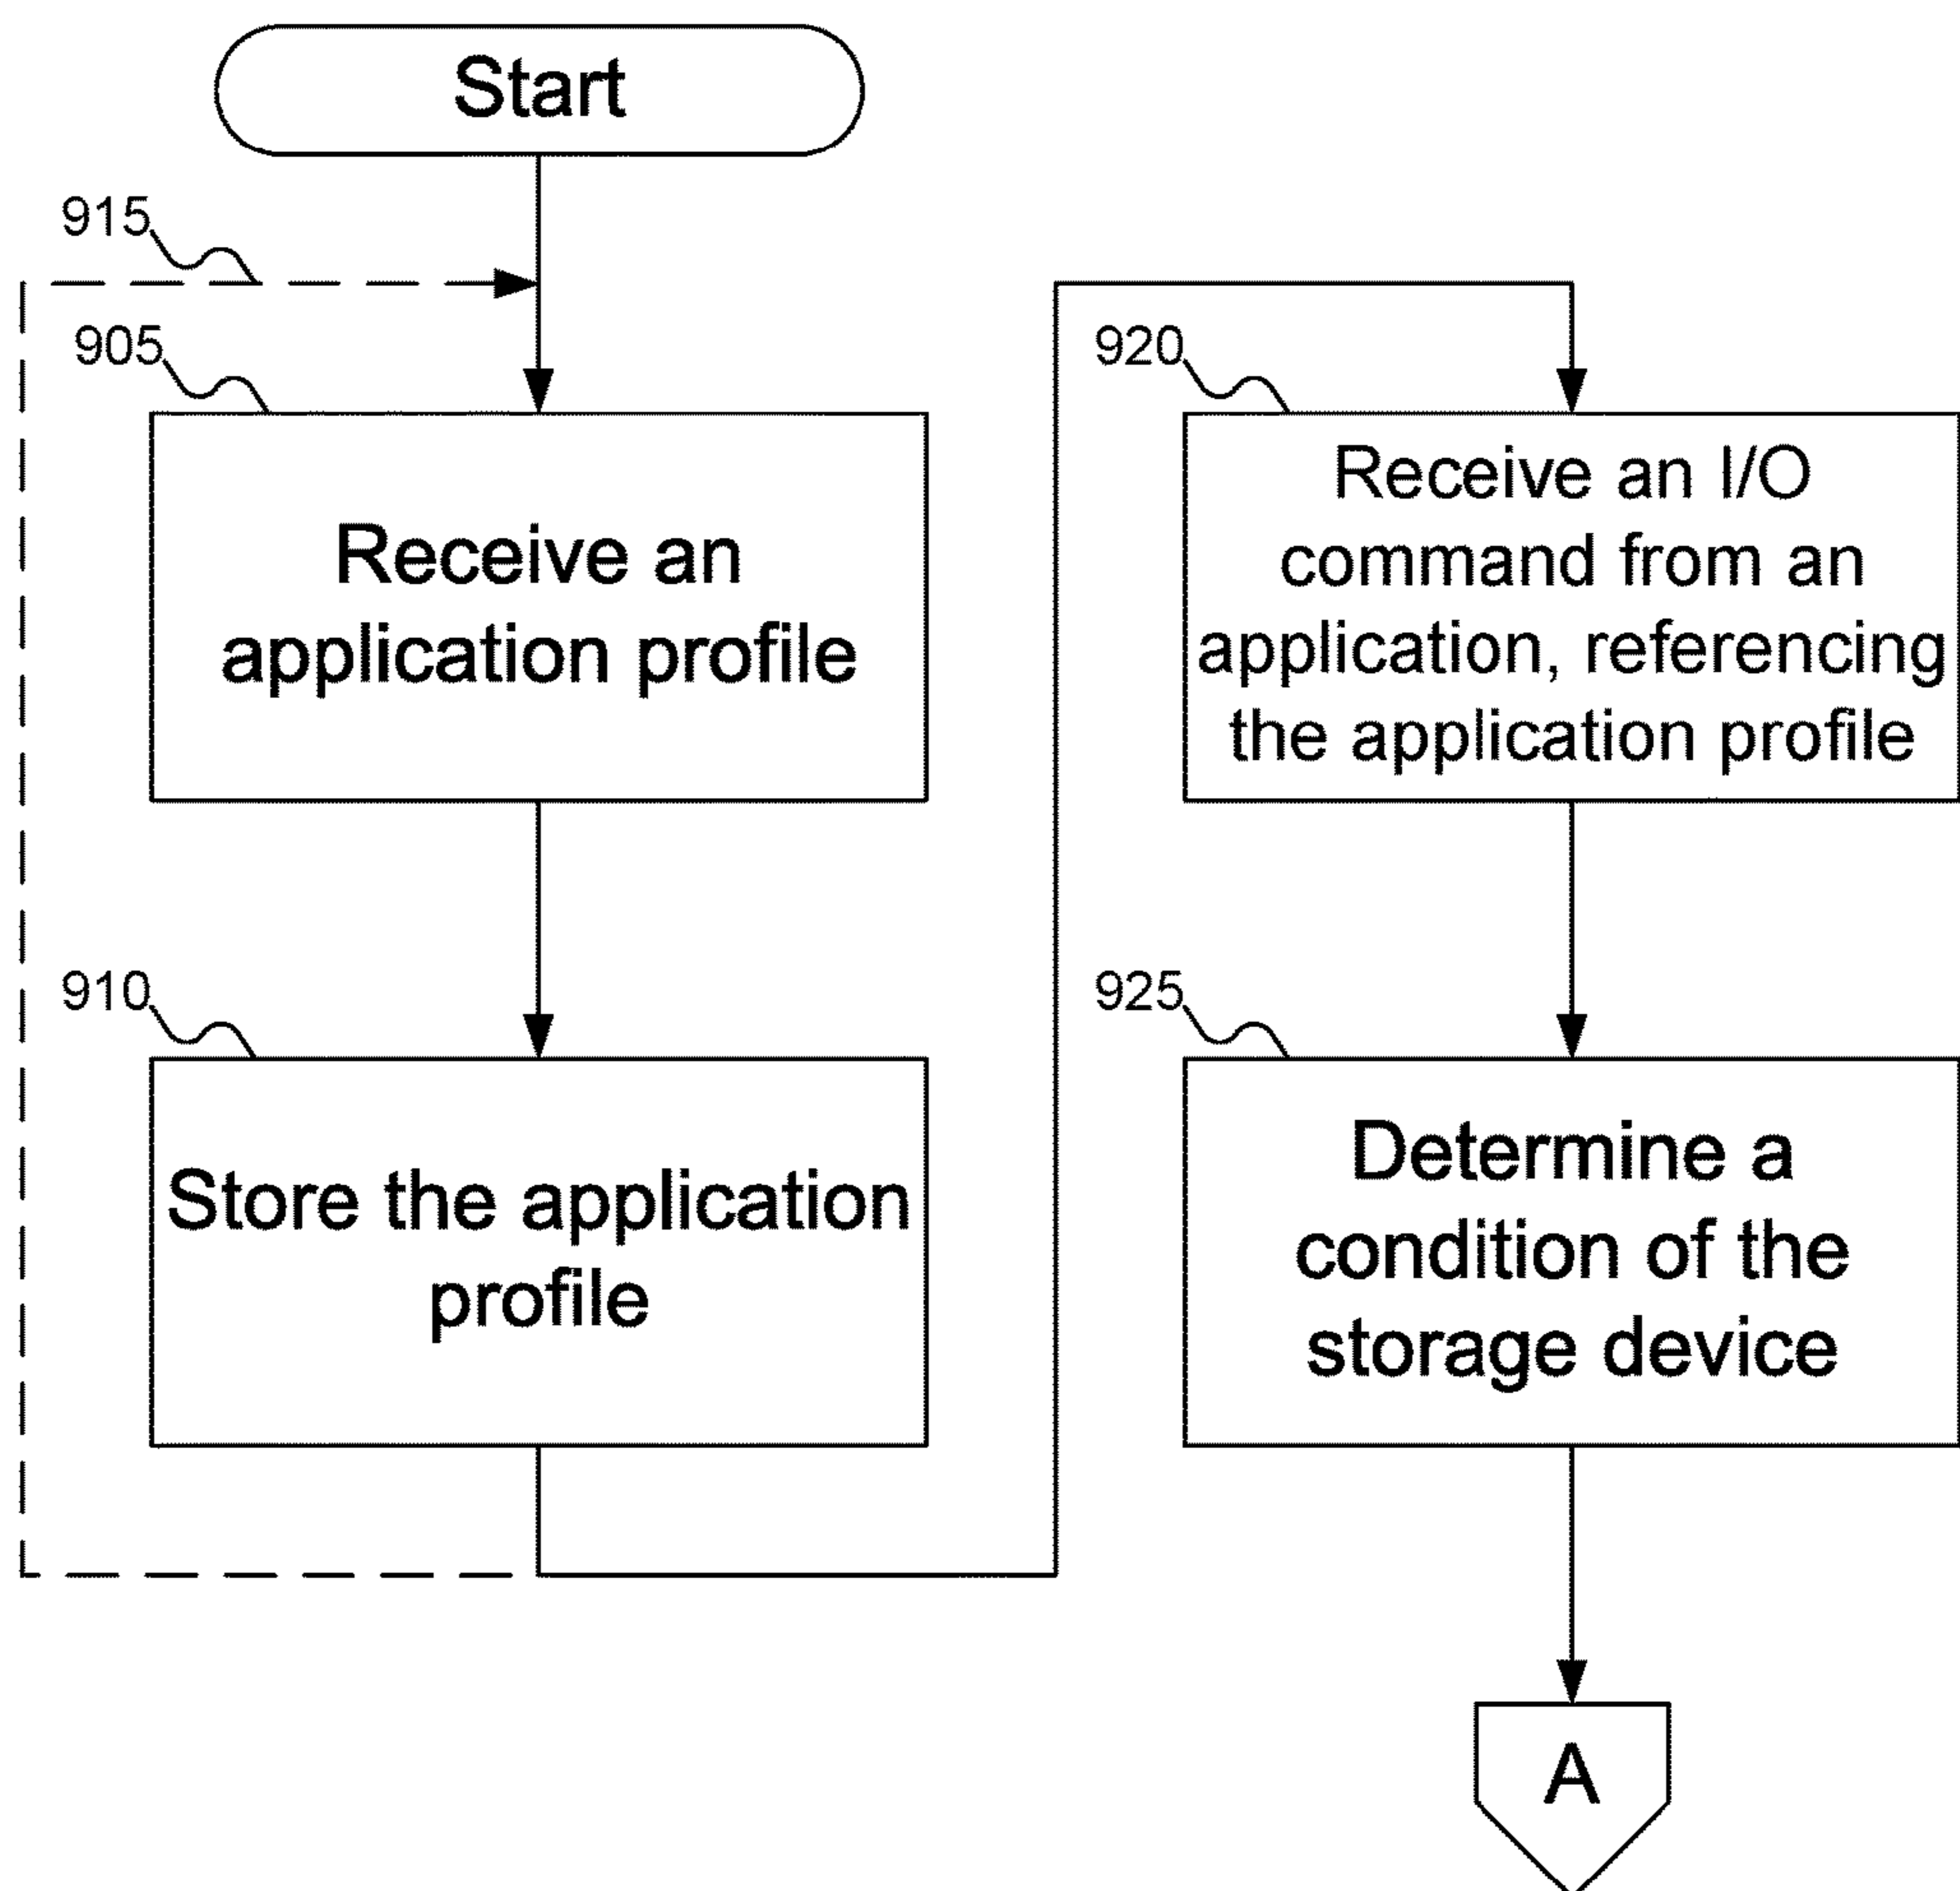 Start
915
905
Receive an
application profile
910
Store the application
profile
920
Receive an I/O
command from an
application, referencing
the application profile
925
Determine a
condition of the
storage device
A